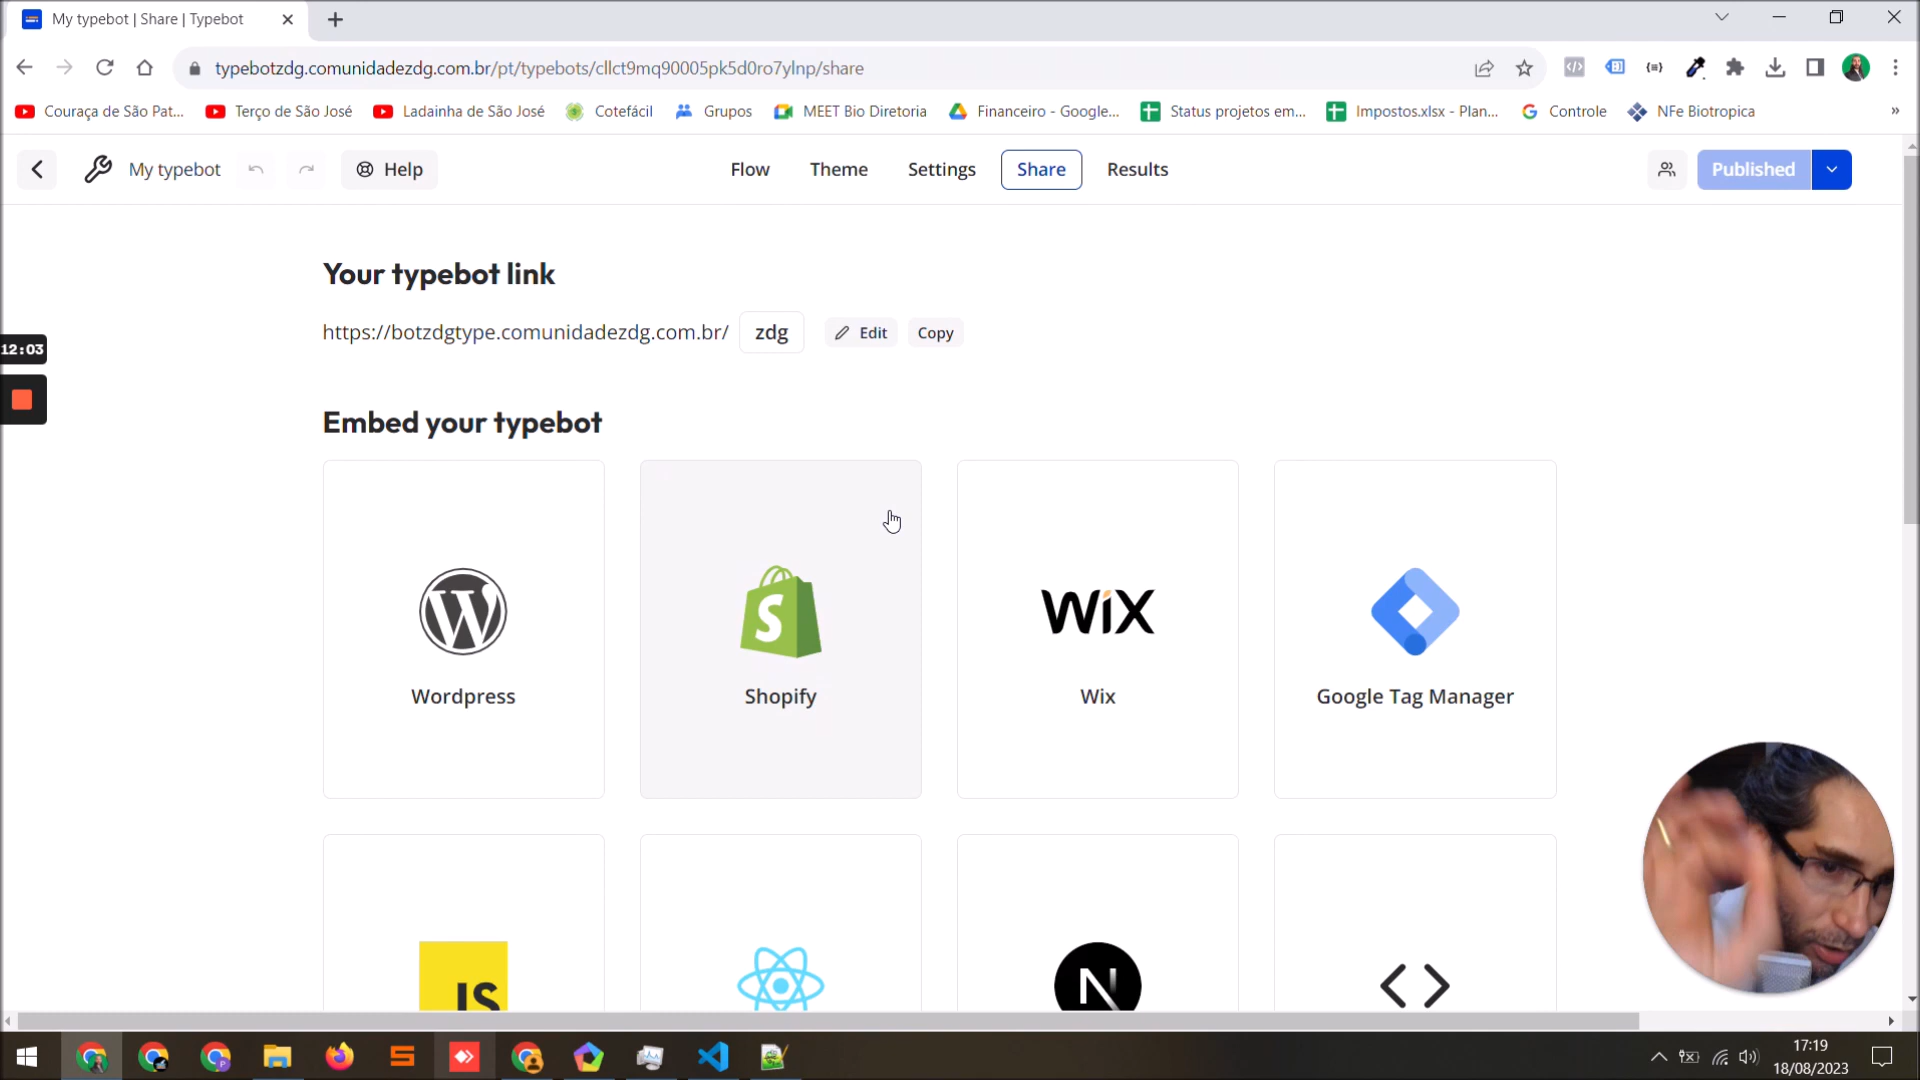 My typebot | Share | Typebot
typebotzdg.comunidadezdg.com.br/pt/typebots/cllct9mq90005pk5d0ro7ylnp/share
Couraça de São Pat...
Terço de São José
Ladainha de São José
Cotefácil
Grupos
MEET Bio Diretoria
Financeiro - Google...
Status projetos em...
Impostos.xlsx - Plan...
Controle
NFe Biotropica
»
My typebot
Help
Flow
Theme
Settings
Share
Results
Published
Your typebot link
https://botzdgtype.comunidadezdg.com.br/
zdg
Edit
Copy
12:03
Embed your typebot
WiX
Wordpress
Shopify
Wix
Google Tag Manager
JS
N
17:19
18/08/2023